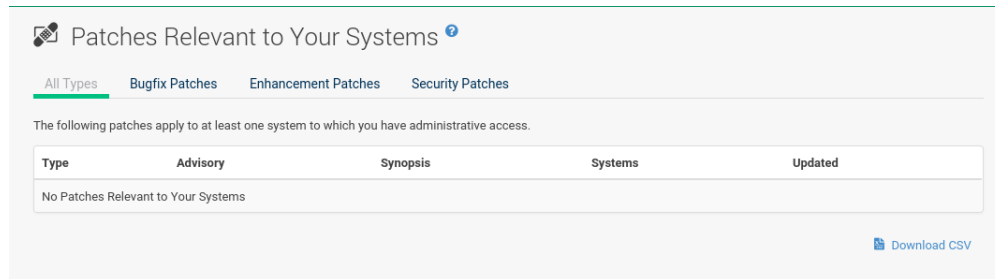 Patches Relevant to Your Systems ?
All Types Bugfix Patches Enhancement Patches Security Patches
The following patches apply to at least one system to which you have administrative access.
Type Advisory Synopsis Systems Updated
No Patches Relevant to Your Systems
Download CSV